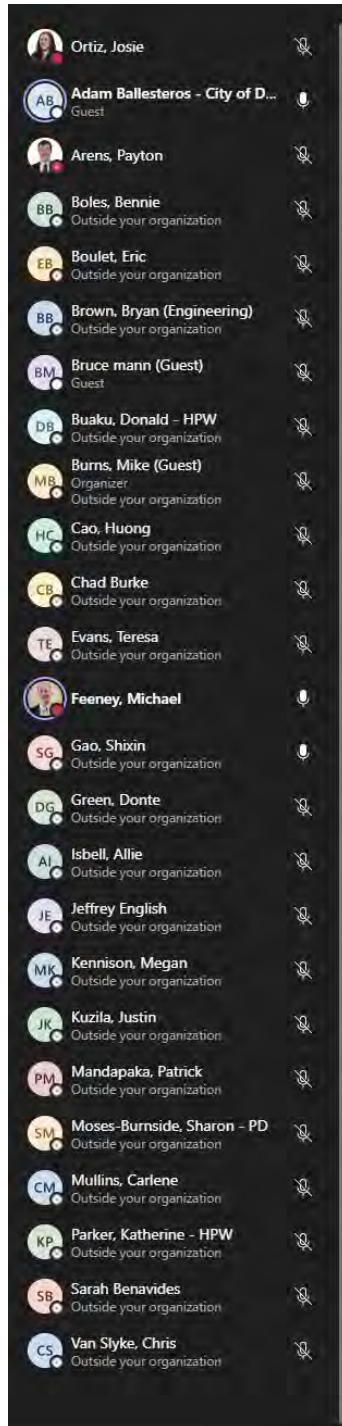 Ortiz, Josie
AB
Adam Ballesteros - City of D...
Guest
Arens, Payton
BB
Boles, Bennie
Outside your organization
EB
Boulet, Eric
Outside your organization
BB
Brown, Bryan (Engineering)
Outside your organization
BM
Bruce mann (Guest)
Guest
DB
Buaku, Donald - HPW
Outside your organization
MB
Burns, Mike (Guest)
Organizer
Outside your organization
HC
Cao, Huong
Outside your organization
CB
Chad Burke
Outside your organization
TE
Evans, Teresa
Outside your organization
Feeney, Michael
SG
Gao, Shixin
Outside your organization
DG
Green, Donte
Outside your organization
AI
Isbell, Allie
Outside your organization
JE
Jeffrey English
Outside your organization
MK
Kennison, Megan
Outside your organization
JK
Kuzila, Justin
Outside your organization
PM
Mandapaka, Patrick
Outside your organization
SM
Moses-Burnside, Sharon - PD
Outside your organization
CM
Mullins, Carlene
Outside your organization
KP
Parker, Katherine - HPW
Outside your organization
SB
Sarah Benavides
Outside your organization
CS
Van Slyke, Chris
Outside your organization